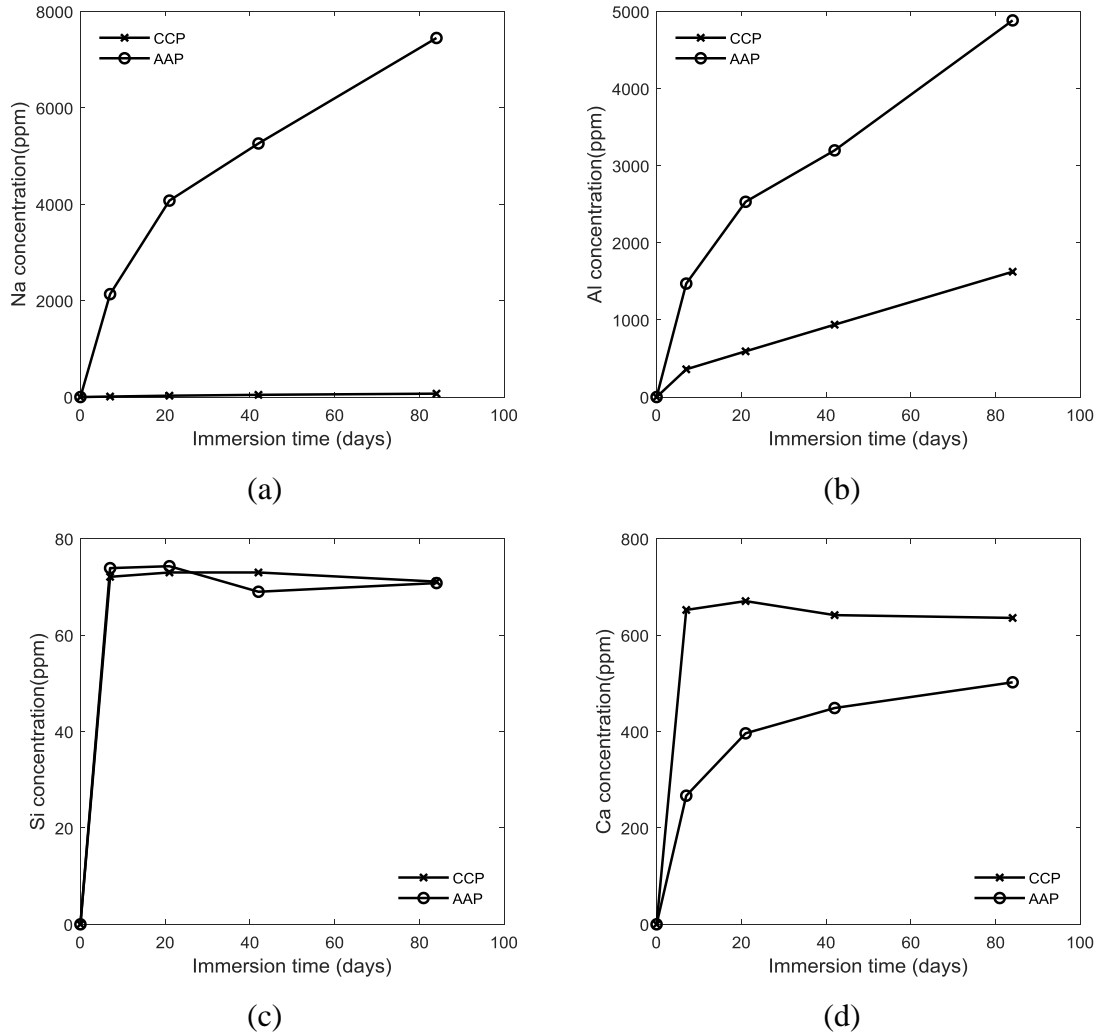 8000
6000
4000
2000
0
0 20 40 60 80 100
Na concentration(ppm)
Immersion time (days)
CCP
AAP
(a)
5000
4000
3000
2000
1000
0
0 20 40 60 80 100
Al concentration(ppm)
Immersion time (days)
CCP
AAP
(b)
80
60
40
20
0
0 20 40 60 80 100
Si concentration(ppm)
Immersion time (days)
CCP
AAP
(c)
800
600
400
200
0
0 20 40 60 80 100
Ca concentration(ppm)
Immersion time (days)
CCP
AAP
(d)